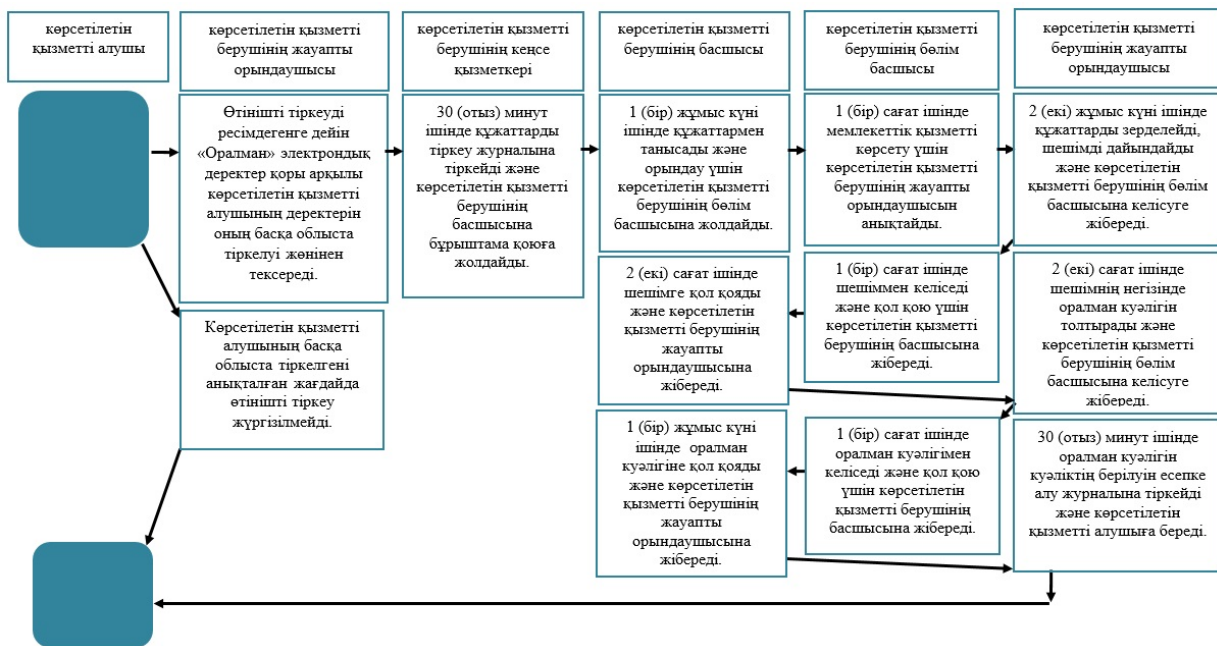 көрсетілетін
қызметті алушы
көрсетілетін қызметті
берушінің жауапты
орындаушысы
көрсетілетін қызметті
берушінің кеңсе
қызметкері
көрсетілетін қызметті
берушінің басшысы
көрсетілетін қызметті
берушінің бөлім
басшысы
көрсетілетін қызметті
берушінің жауапты
орындаушысы
Өтінішті тіркеуді
ресімдегенге дейін
«Оралман» электрондық
деректер қоры арқылы
көрсетілетін қызметті
алушының деректерін
оның басқа облыста
тіркелуі жөнінен
тексереді.
30 (отыз) минут
ішінде құжаттарды
тіркеу журналына
тіркейді және
көрсетілетін қызметті
берушінің
басшысына
бұрыштама қоюға
жолдайды.
1 (бір) жұмыс күні
ішінде құжаттармен
танысады және
орындау үшін
көрсетілетін қызметті
берушінің бөлім
басшысына жолдайды.
1 (бір) сағат ішінде
мемлекеттік қызметті
көрсету үшін
көрсетілетін қызметті
берушінің жауапты
орындаушысын
анықтайды.
2 (екі) жұмыс күні ішінде
құжаттарды зерделейді,
шешімді дайындайды
және көрсетілетін
қызметті берушінің бөлім
басшысына келісуге
жібереді.
2 (екі) сағат ішінде
шешімге қол қояды
және көрсетілетін
қызметті берушінің
жауапты
орындаушысына
жібереді.
1 (бір) сағат ішінде
шешіммен келіседі
және қол қою үшін
көрсетілетін қызметті
берушінің басшысына
жібереді.
2 (екі) сағат ішінде
шешімнің негізінде
оралман куәлігін
толтырады және
көрсетілетін қызметті
берушінің бөлім
басшысына келісуге
жібереді.
Көрсетілетін қызметті
алушының басқа
облыста тіркелгені
анықталған жағдайда
өтінішті тіркеу
жүргізілмейді.
1 (бір) жұмыс күні
ішінде оралман
куәлігіне қол қояды
және көрсетілетін
қызметті берушінің
жауапты
орындаушысына
жібереді.
1 (бір) сағат ішінде
оралман куәлігімен
келіседі және қол қою
үшін көрсетілетін
қызметті берушінің
басшысына жібереді.
30 (отыз) минут ішінде
оралман куәлігін
куәліктің берілуін есепке
алу журналына тіркейді
және көрсетілетін
қызметті алушыға береді.